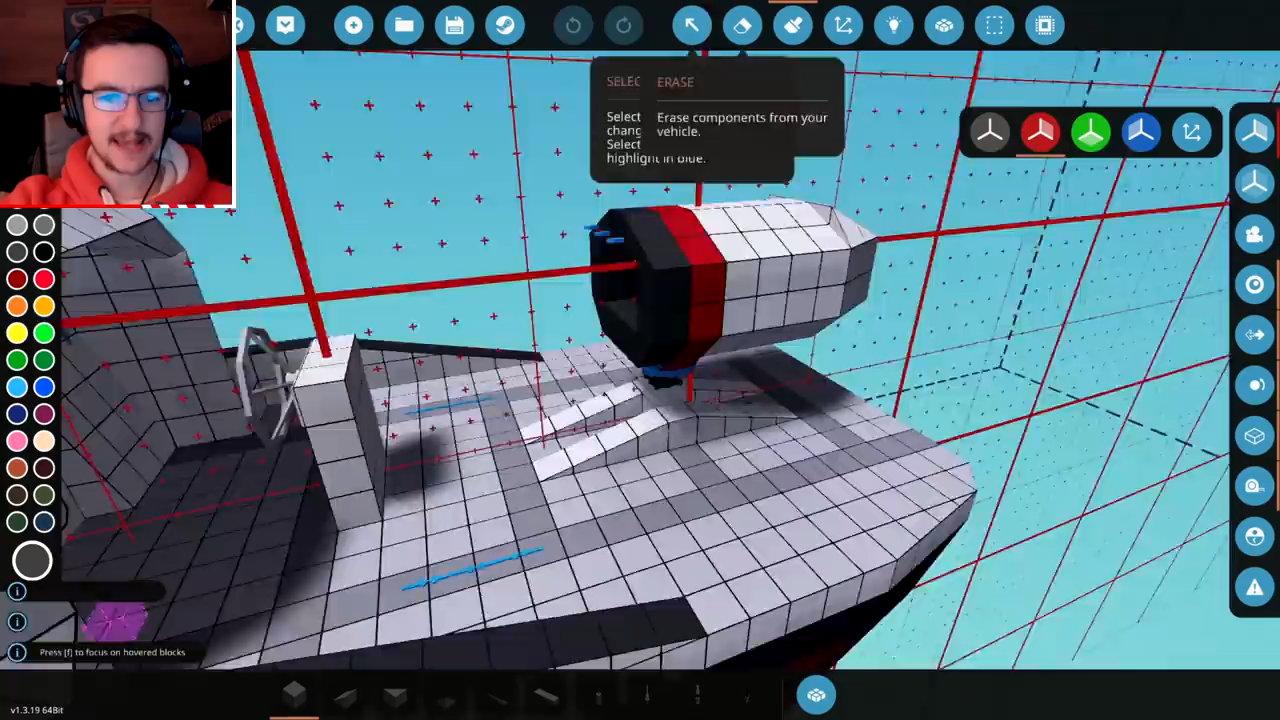 SELEC
ERASE
Select
Erase components from your
chang
vehicle.
Select
highlight in blue.
Press [f] to focus on hovered blocks
v1.3.19 64Bit